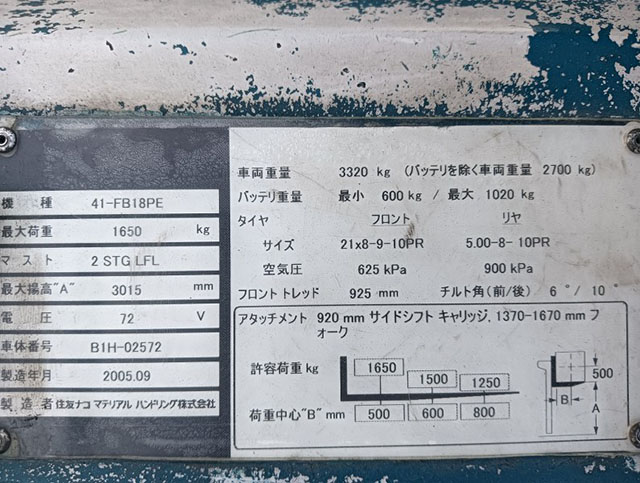 機 種 41-FB18PE
最大荷重 1650 kg
マスト 2 STG LFL
最大揚高"A" 3015 mm
電 圧 72 V
車体番号 B1H-02572
製造年月 2005.09
製造者 住友ナコ マテリアル ハンドリング株式会社
車両重量 3320 kg (バッテリを除く車両重量 2700 kg)
バッテリ重量 最小 600 kg / 最大 1020 kg
タイヤ フロント リヤ
サイズ 21x8-9-10PR 5.00-8-10PR
空気圧 625 kPa 900 kPa
フロントトレッド 925 mm チルト角(前/後) 6°/ 10°
アタッチメント 920 mm サイドシフト キャリッジ, 1370-1670 mm フ
ォーク
許容荷重 kg 1650 1500 1250
荷重中心"B" mm 500 600 800
500
B
A